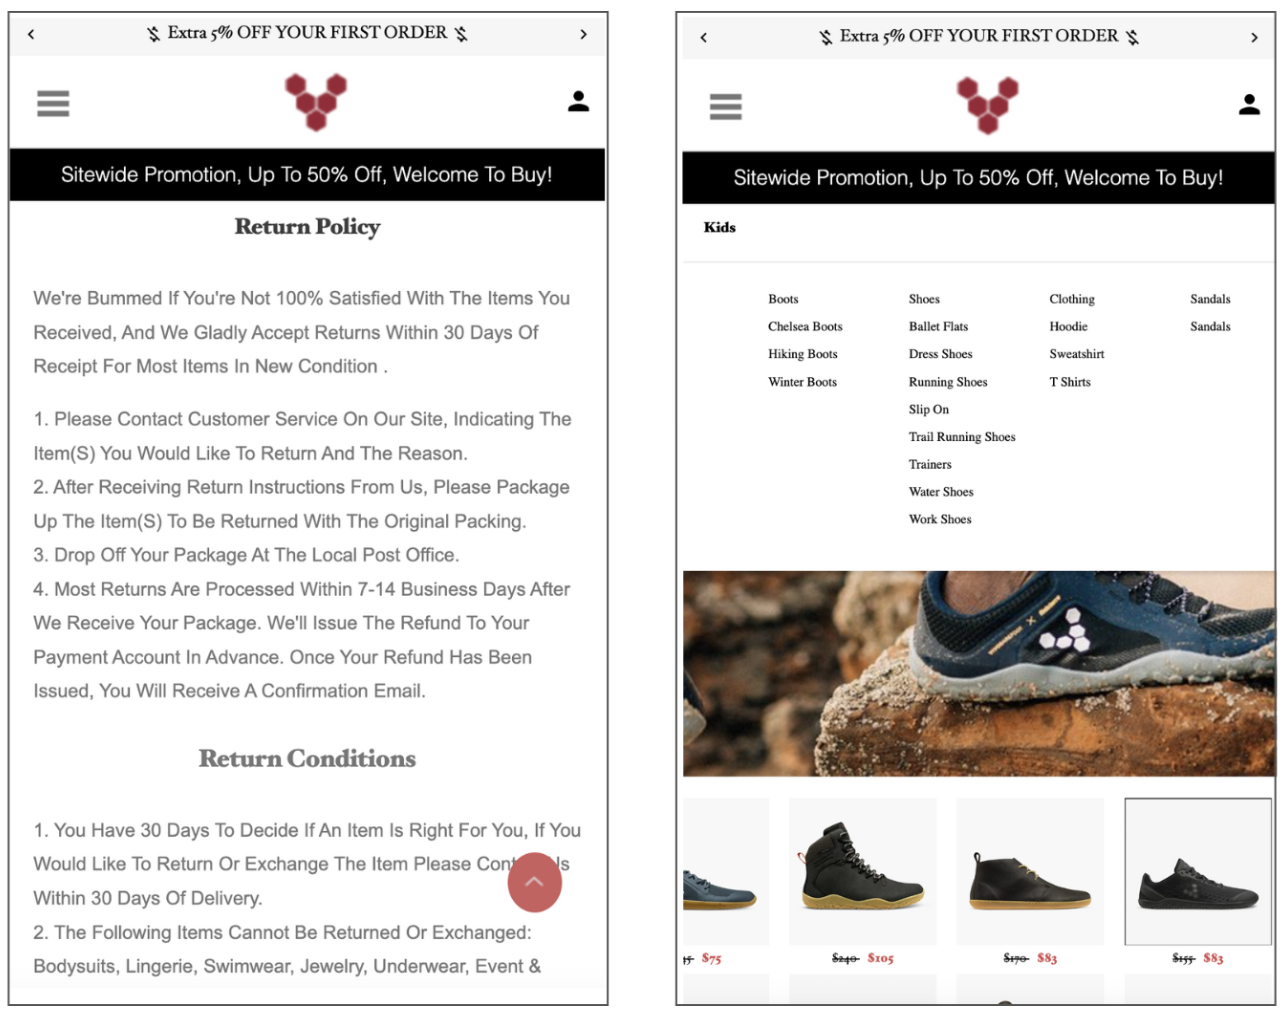 Extra 5% OFF YOUR FIRST ORDER
Sitewide Promotion, Up To 50% Off, Welcome To Buy!
Return Policy
We're Bummed If You're Not 100% Satisfied With The Items You
Received, And We Gladly Accept Returns Within 30 Days Of
Receipt For Most Items In New Condition .
1. Please Contact Customer Service On Our Site, Indicating The
Item(S) You Would Like To Return And The Reason.
2. After Receiving Return Instructions From Us, Please Package
Up The Item(S) To Be Returned With The Original Packing.
3. Drop Off Your Package At The Local Post Office.
4. Most Returns Are Processed Within 7-14 Business Days After
We Receive Your Package. We'll Issue The Refund To Your
Payment Account In Advance. Once Your Refund Has Been
Issued, You Will Receive A Confirmation Email.
Return Conditions
1. You Have 30 Days To Decide If An Item Is Right For You, If You
Would Like To Return Or Exchange The Item Please
Within 30 Days Of Delivery.
2. The Following Items Cannot Be Returned Or Exchanged:
Bodysuits, Lingerie, Swimwear, Jewelry, Underwear, Event &
Extra 5% OFF YOUR FIRST ORDER
Sitewide Promotion, Up To 50% Off, Welcome To Buy!
Kids
Boots Shoes Clothing Sandals
Chelsea Boots Ballet Flats Hoodie Sandals
Hiking Boots Dress Shoes Sweatshirt
Winter Boots Running Shoes T Shirts
Slip On
Trail Running Shoes
Trainers
Water Shoes
Work Shoes
$75 $240 $105 $170 $83 $155 $83